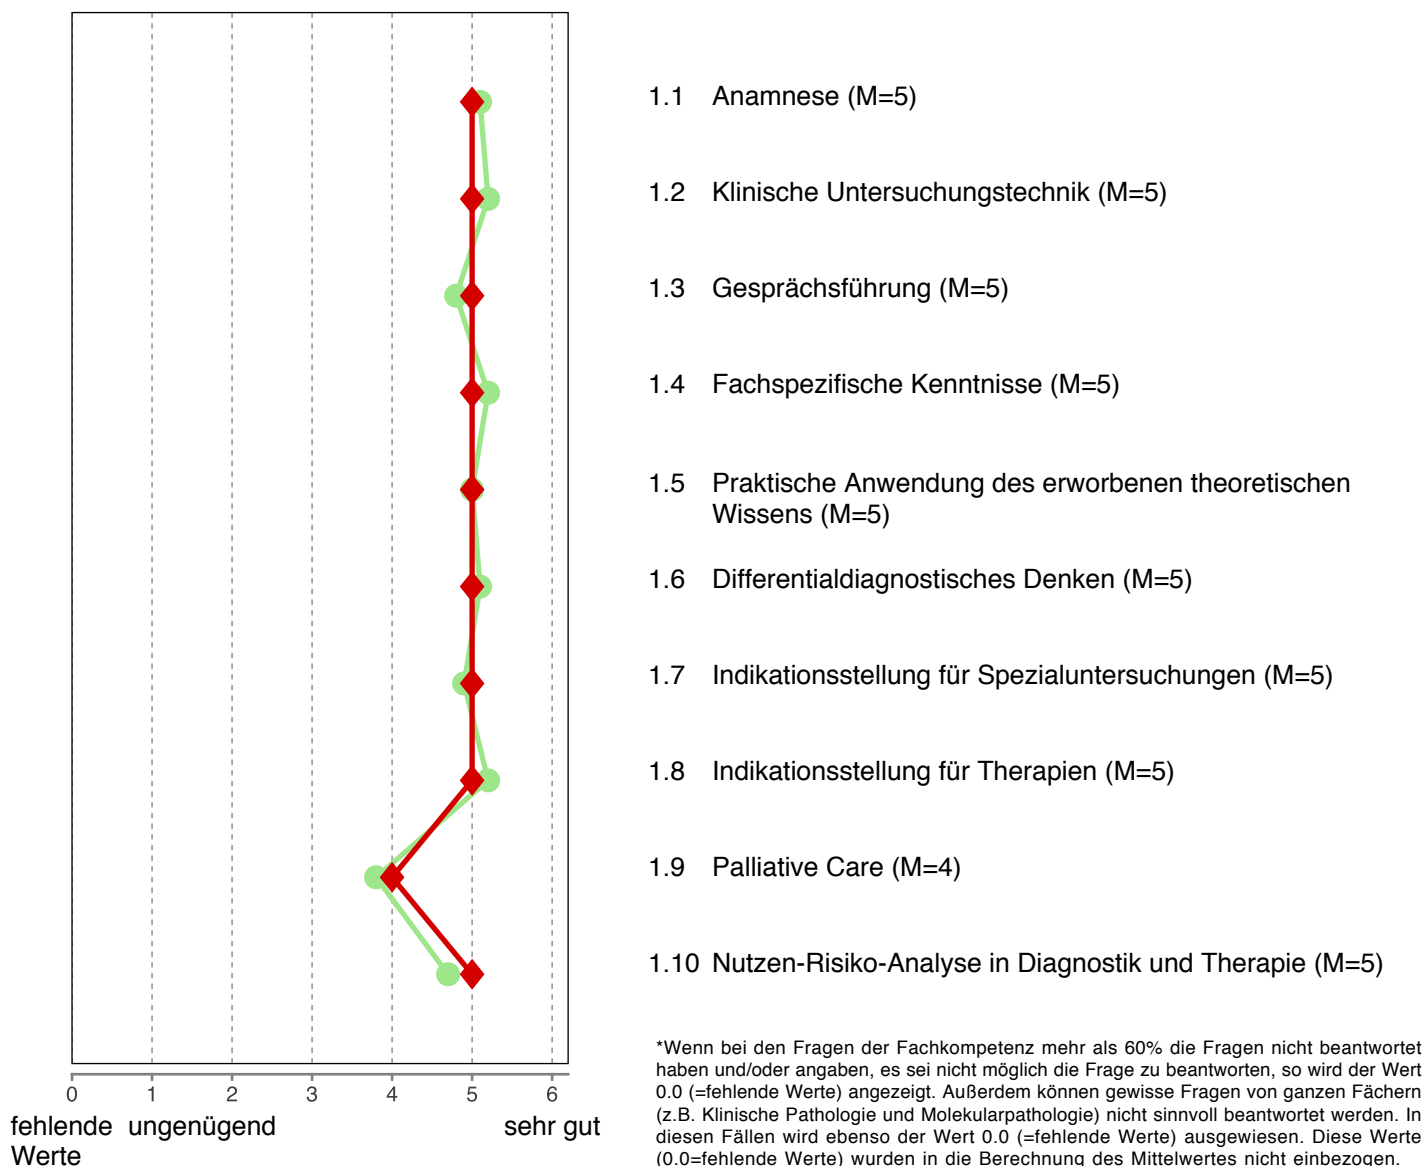 1.1 Anamnese (M=5)
1.2 Klinische Untersuchungstechnik (M=5)
1.3 Gesprächsführung (M=5)
1.4 Fachspezifische Kenntnisse (M=5)
1.5 Praktische Anwendung des erworbenen theoretischen
Wissens (M=5)
1.6 Differentialdiagnostisches Denken (M=5)
1.7 Indikationsstellung für Spezialuntersuchungen (M=5)
1.8 Indikationsstellung für Therapien (M=5)
1.9 Palliative Care (M=4)
1.10 Nutzen-Risiko-Analyse in Diagnostik und Therapie (M=5)
0 1 2 3 4 5 6
fehlende ungenügend sehr gut
Werte
*Wenn bei den Fragen der Fachkompetenz mehr als 60% die Fragen nicht beantwortet
haben und/oder angaben, es sei nicht möglich die Frage zu beantworten, so wird der Wert
0.0 (=fehlende Werte) angezeigt. Außerdem können gewisse Fragen von ganzen Fächern
(z.B. Klinische Pathologie und Molekularpathologie) nicht sinnvoll beantwortet werden. In
diesen Fällen wird ebenso der Wert 0.0 (=fehlende Werte) ausgewiesen. Diese Werte
(0.0=fehlende Werte) wurden in die Berechnung des Mittelwertes nicht einbezogen.